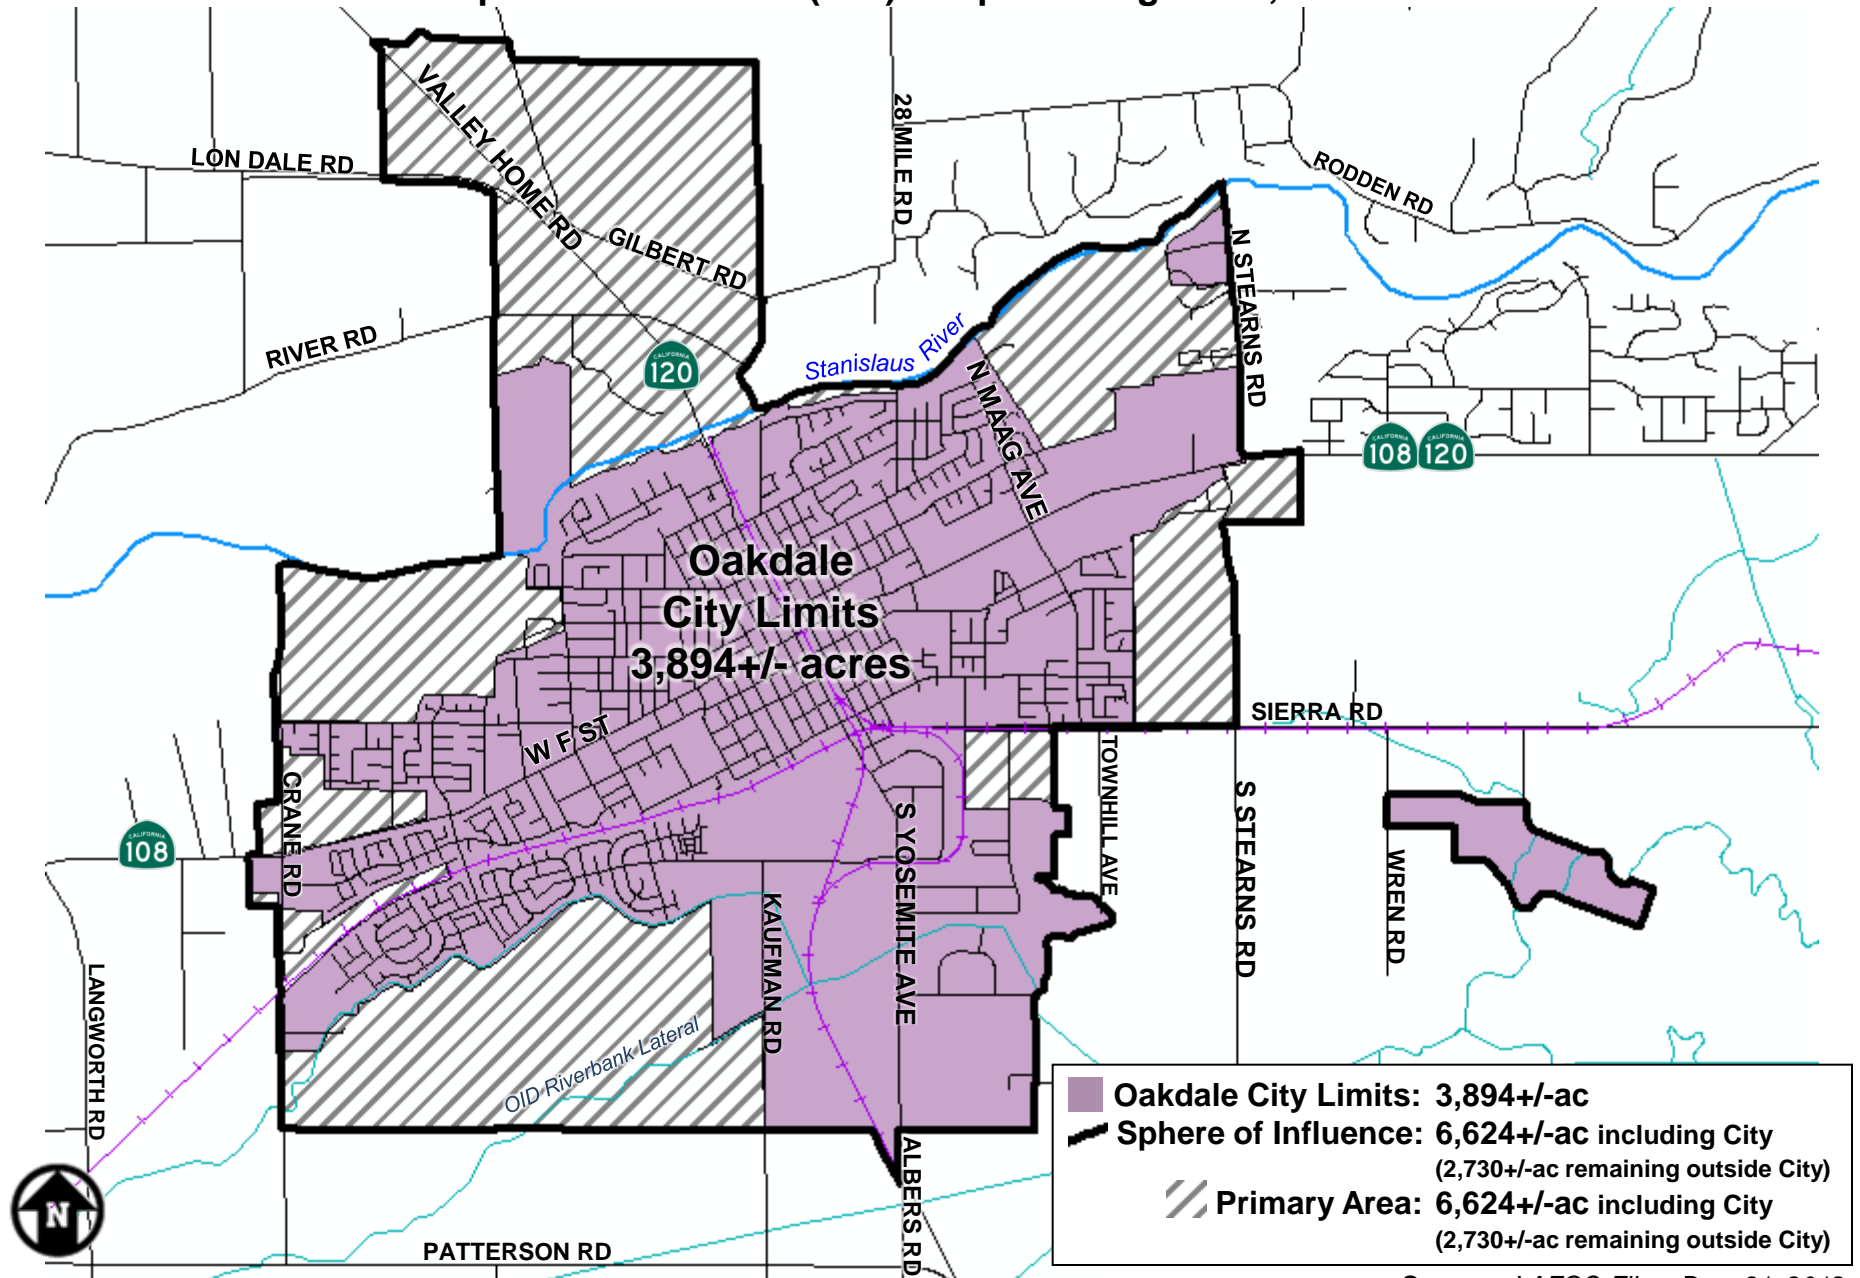 VALLEY HOME RD
28 MILE RD
LON DALE RD
RODDEN RD
GILBERT RD
N STEARNS RD
RIVER RD
Stanislaus River
CALIFORNIA
120
N MAAG AVE
CALIFORNIA
108
CALIFORNIA
120
Oakdale
City Limits
3,894+/- acres
SIERRA RD
W F ST
CRANE RD
TOWNHILL AVE
S STEARNS RD
S YOSEMITE AVE
CALIFORNIA
108
WREN RD
KAUFMAN RD
LANGWORTH RD
OID Riverbank Lateral
ALBERS RD
N
PATTERSON RD
Oakdale City Limits: 3,894+/-ac
Sphere of Influence: 6,624+/-ac including City
(2,730+/-ac remaining outside City)
Primary Area: 6,624+/-ac including City
(2,730+/-ac remaining outside City)